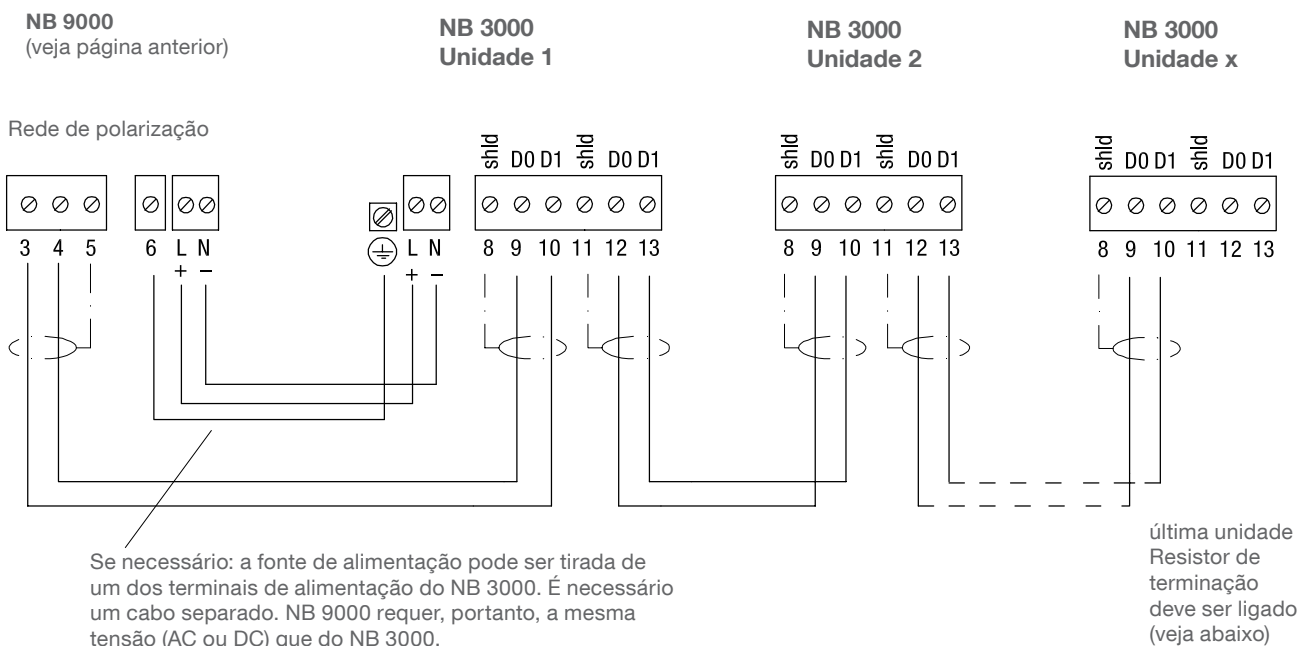 NB 9000
(veja página anterior)
NB 3000
Unidade 1
NB 3000
Unidade 2
NB 3000
Unidade x
Rede de polarização
shld D0 D1 shld D0 D1
shld D0 D1 shld D0 D1
shld D0 D1 shld D0 D1
3 4 5 6 L N
+ −
L N
+ −
8 9 10 11 12 13
8 9 10 11 12 13
8 9 10 11 12 13
Se necessário: a fonte de alimentação pode ser tirada de
um dos terminais de alimentação do NB 3000. É necessário
um cabo separado. NB 9000 requer, portanto, a mesma
tensão (AC ou DC) que do NB 3000.
última unidade
Resistor de
terminação
deve ser ligado
(veja abaixo)